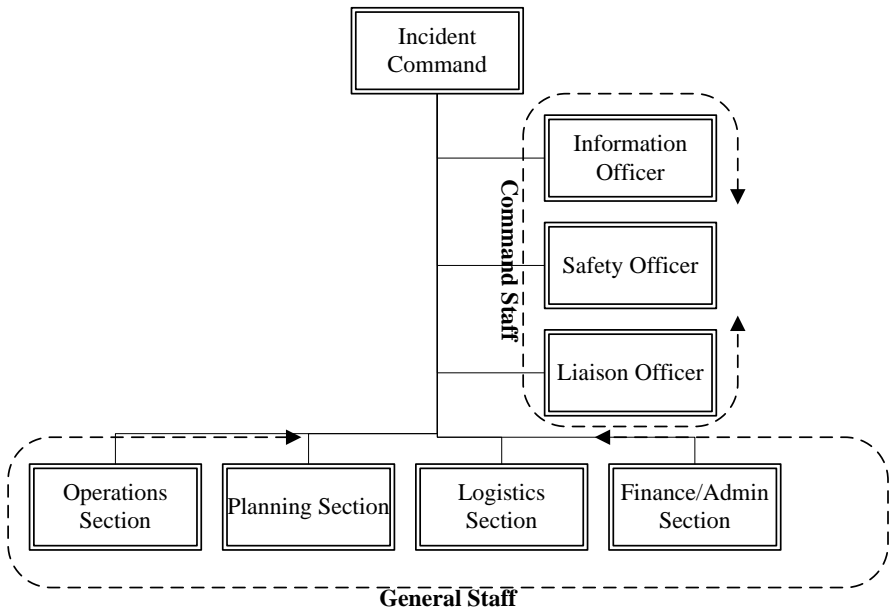 Incident
Command
Information
Officer
Command Staff
Safety Officer
Liaison Officer
Operations
Section
Planning Section
Logistics
Section
Finance/Admin
Section
General Staff